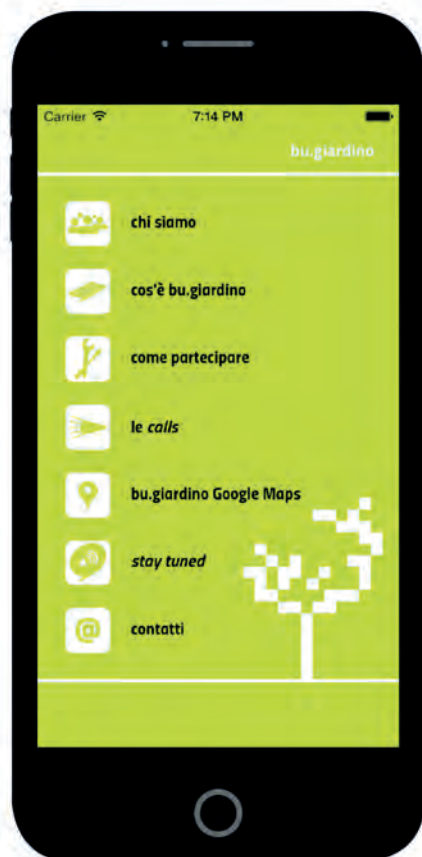 Carrier 7:14 PM
bu.giardino
chi siamo
cos'è bu.giardino
come partecipare
le calls
bu.giardino Google Maps
stay tuned
@ contatti